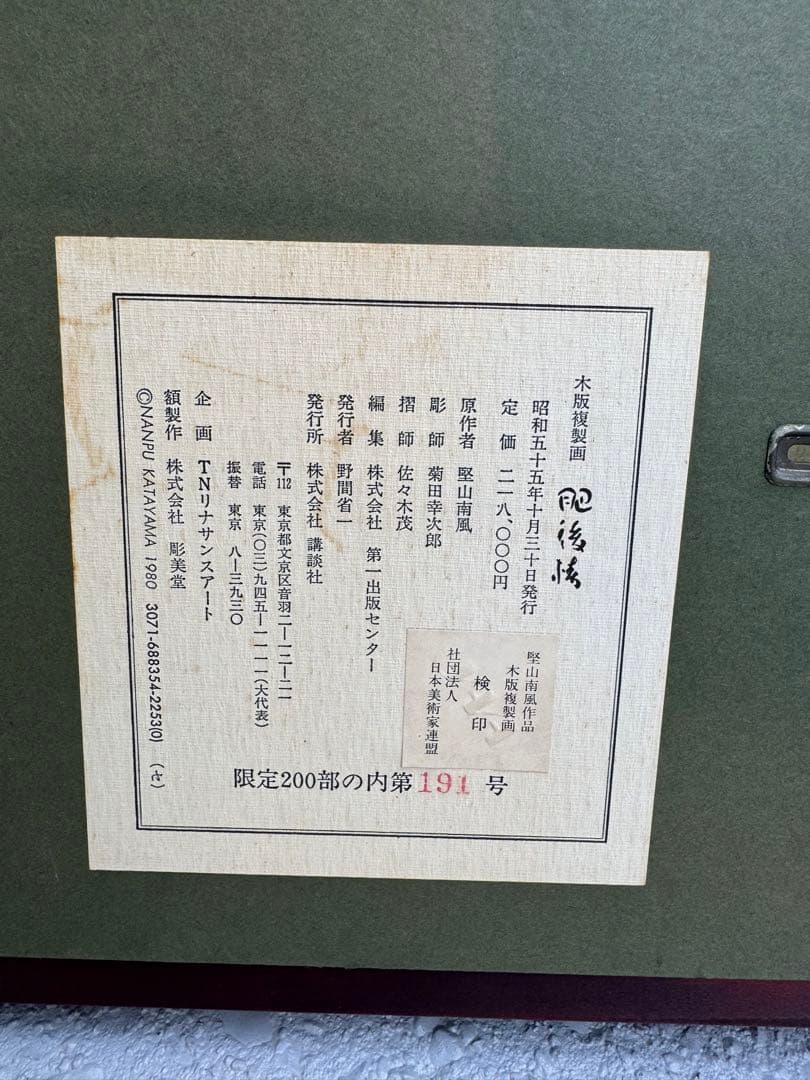 木版複製画 肥後椿
昭和五十五年十月三十日発行
定価 二一八、〇〇〇円
原作者 堅山南風
彫師 菊田幸次郎
摺師 佐々木茂
編集 株式会社 第一出版センター
発行者 野間省一
発行所 株式会社 講談社
〒112 東京都文京区音羽二—一二—二一
電話 東京(〇三)九四五—一一一一(大代表)
振替 東京 八—三九三〇
企画 TNリナサンスアート
額製作 株式会社 彫美堂
©NANPU KATAYAMA 1980 3071-688354-2253(0) (セ)
堅山南風作品
木版複製画
検印
社団法人
日本美術家連盟
限定200部の内第191号